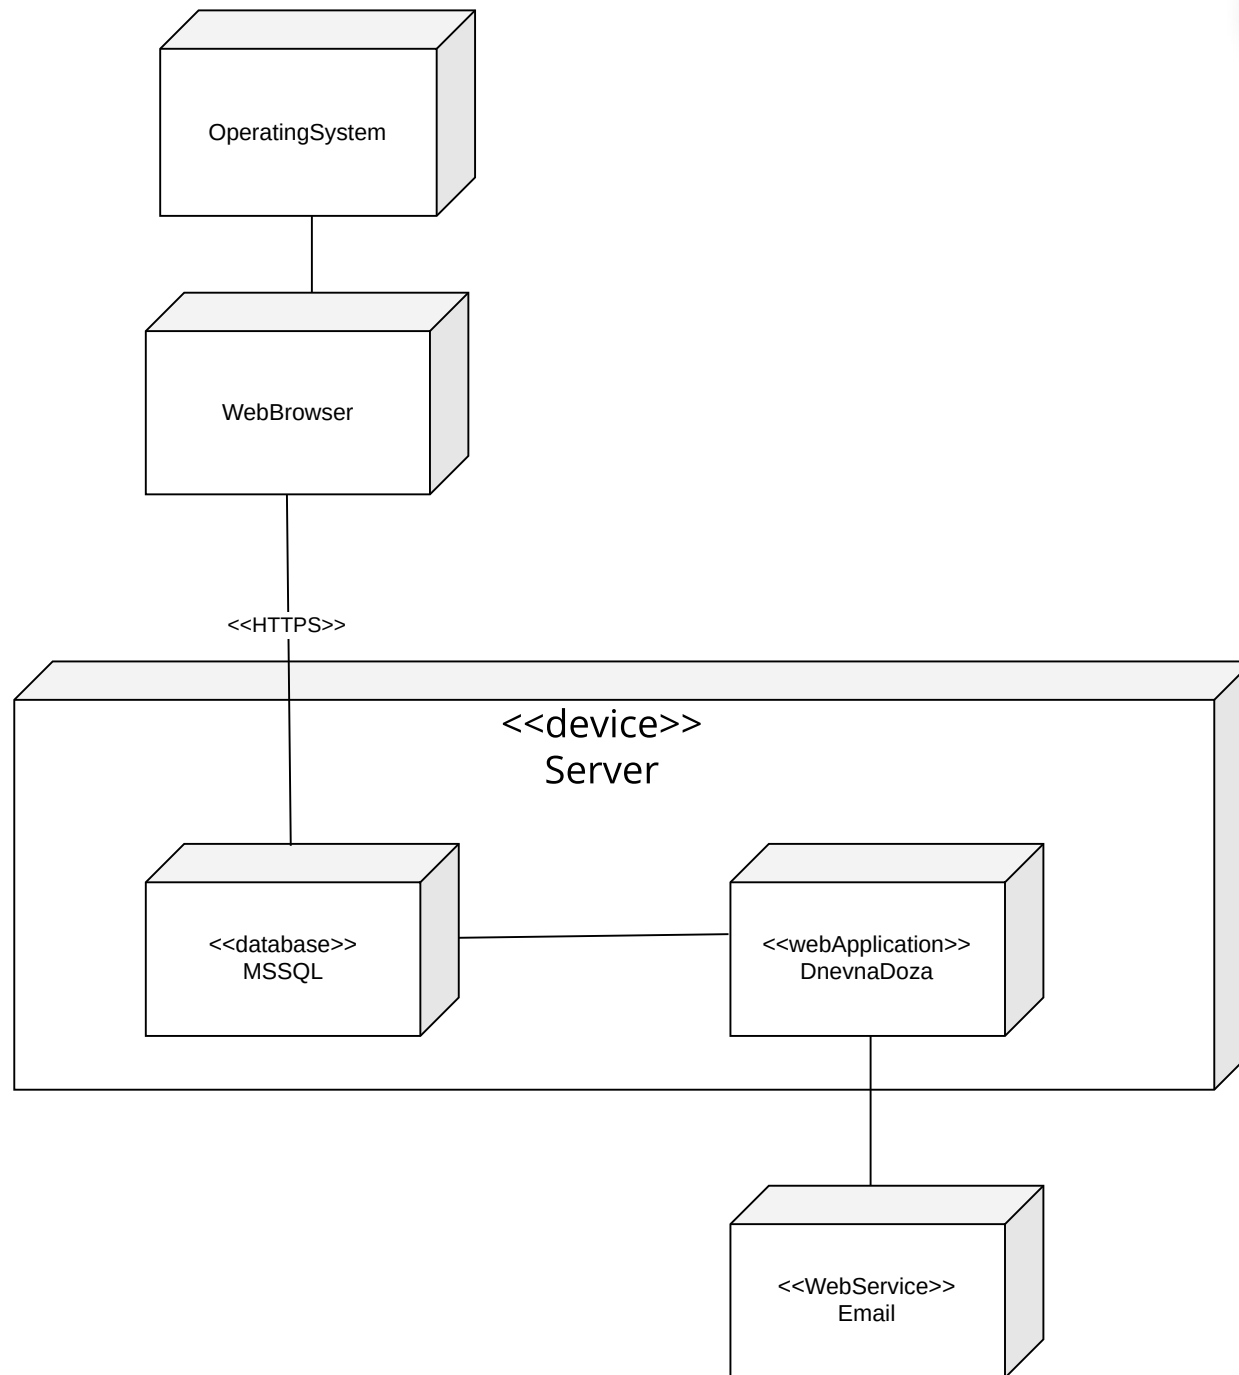 OperatingSystem
WebBrowser
<<HTTPS>>
<<device>>
Server
<<database>>
MSSQL
<<webApplication>>
DnevnaDoza
<<WebService>>
Email